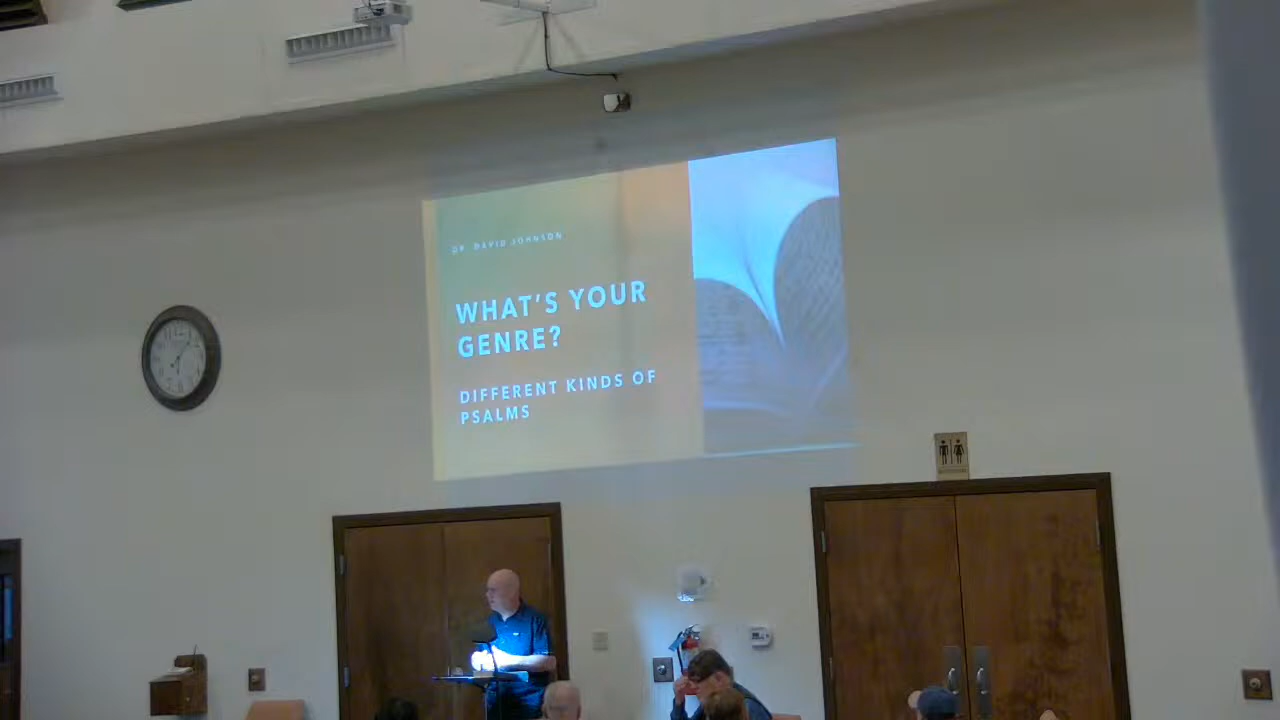 DR. DAVID JOHNSON
WHAT'S YOUR
GENRE?
DIFFERENT KINDS OF
PSALMS